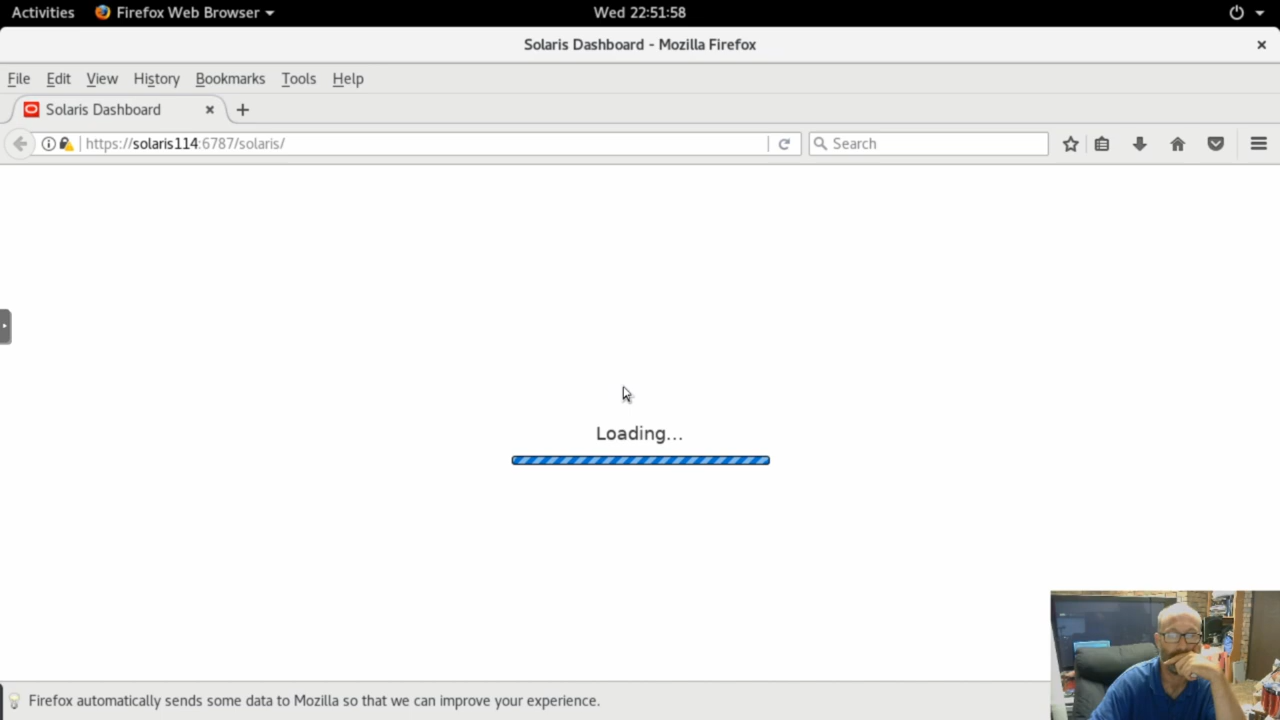 Activities Firefox Web Browser Wed 22:51:58
Solaris Dashboard - Mozilla Firefox
File Edit View History Bookmarks Tools Help
Solaris Dashboard
https://solaris114:6787/solaris/ Search
Loading...
Firefox automatically sends some data to Mozilla so that we can improve your experience.